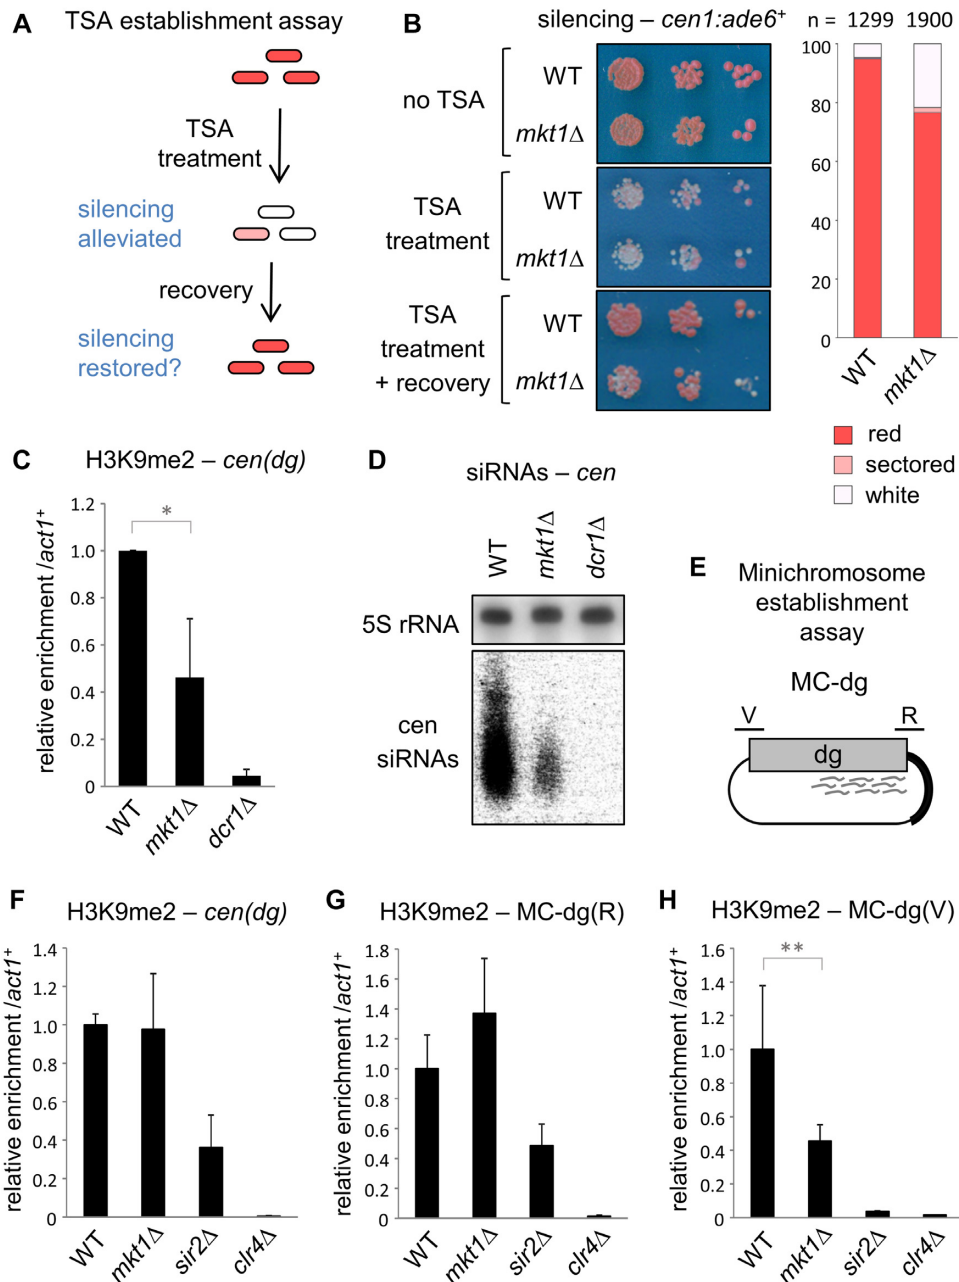 A TSA establishment assay
TSA
treatment
silencing
alleviated
recovery
silencing
restored?
B silencing – cen1:ade6+ n = 1299 1900
no TSA
WT
mkt1Δ
TSA
treatment
WT
mkt1Δ
TSA
treatment
+ recovery
WT
mkt1Δ
100
80
60
40
20
0
WT
mkt1Δ
red
sectored
white
C H3K9me2 – cen(dg)
relative enrichment /act1+
1.2
1.0
0.8
0.6
0.4
0.2
0
*
WT
mkt1Δ
dcr1Δ
D siRNAs – cen
WT
mkt1Δ
dcr1Δ
5S rRNA
cen
siRNAs
E Minichromosome
establishment
assay
MC-dg
V
R
dg
F H3K9me2 – cen(dg)
relative enrichment /act1+
1.4
1.2
1.0
0.8
0.6
0.4
0.2
0
WT
mkt1Δ
sir2Δ
clr4Δ
G H3K9me2 – MC-dg(R)
relative enrichment /act1+
1.8
1.6
1.4
1.2
1.0
0.8
0.6
0.4
0.2
0
WT
mkt1Δ
sir2Δ
clr4Δ
H H3K9me2 – MC-dg(V)
relative enrichment /act1+
1.6
1.4
1.2
1.0
0.8
0.6
0.4
0.2
0
**
WT
mkt1Δ
sir2Δ
clr4Δ